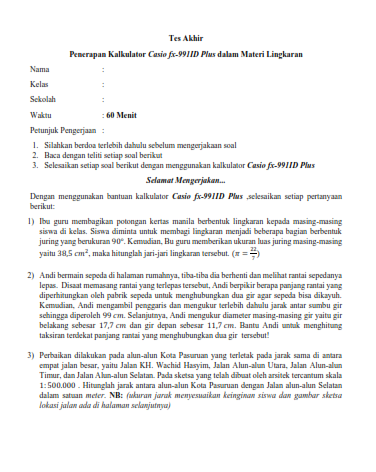 Tes Akhir
Penerapan Kalkulator Casio fx-991ID Plus dalam Materi Lingkaran
Nama :
Kelas :
Sekolah :
Waktu : 60 Menit
Petunjuk Pengerjaan :
1. Silahkan berdoa terlebih dahulu sebelum mengerjakan soal
2. Baca dengan teliti setiap soal berikut
3. Selesaikan setiap soal berikut dengan menggunakan kalkulator Casio fx-991ID Plus
Selamat Mengerjakan...
Dengan menggunakan bantuan kalkulator Casio fx-991ID Plus ,selesaikan setiap pertanyaan
berikut:
1) Ibu guru membagikan potongan kertas manila berbentuk lingkaran kepada masing-masing
siswa di kelas. Siswa diminta untuk membagi lingkaran menjadi beberapa bagian berbentuk
juring yang berukuran 90°. Kemudian, Bu guru memberikan ukuran luas juring masing-masing
yaitu 38,5 cm², maka hitunglah jari-jari lingkaran tersebut. (π = 22/7)
2) Andi bermain sepeda di halaman rumahnya, tiba-tiba dia berhenti dan melihat rantai sepedanya
lepas. Disaat memasang rantai yang terlepas tersebut, Andi berpikir berapa panjang rantai yang
diperhitungkan oleh pabrik sepeda untuk menghubungkan dua gir agar sepeda bisa dikayuh.
Kemudian, Andi mengambil penggaris dan mengukur terlebih dahulu jarak antar sumbu gir
sehingga diperoleh 99 cm. Selanjutnya, Andi mengukur diameter masing-masing gir yaitu gir
belakang sebesar 17,7 cm dan gir depan sebesar 11,7 cm. Bantu Andi untuk menghitung
taksiran terdekat panjang rantai yang menghubungkan dua gir tersebut!
3) Perbaikan dilakukan pada alun-alun Kota Pasuruan yang terletak pada jarak sama di antara
empat jalan besar, yaitu Jalan KH. Wachid Hasyim, Jalan Alun-alun Utara, Jalan Alun-alun
Timur, dan Jalan Alun-alun Selatan. Pada sketsa yang telah dibuat oleh arsitek tercantum skala
1: 500.000 . Hitunglah jarak antara alun-alun Kota Pasuruan dengan Jalan alun-alun Selatan
dalam satuan meter. NB: (ukuran jarak menyesuaikan keinginan siswa dan gambar sketsa
lokasi jalan ada di halaman selanjutnya)